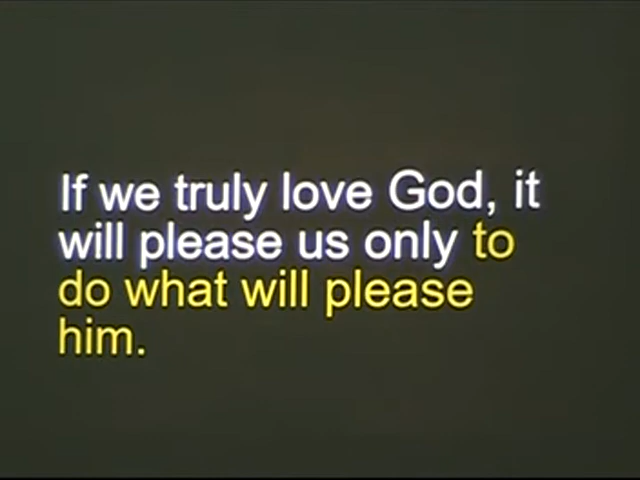 If we truly love God, it
will please us only to
do what will please
him.